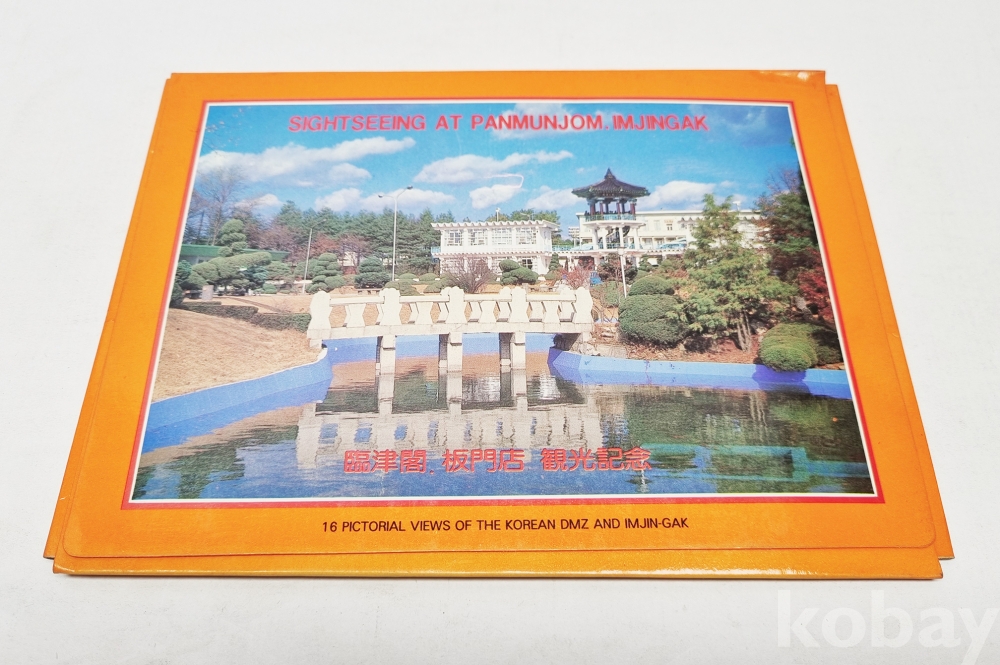 SIGHTSEEING AT PANMUNJOM. IMJINGAK
臨津閣. 板門店 観光記念
16 PICTORIAL VIEWS OF THE KOREAN DMZ AND IMJIN-GAK
kobay